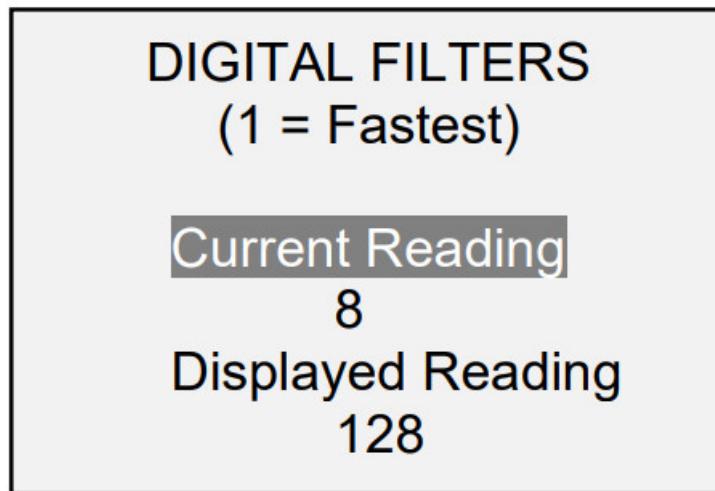 DIGITAL FILTERS
(1 = Fastest)
Current Reading
8
Displayed Reading
128